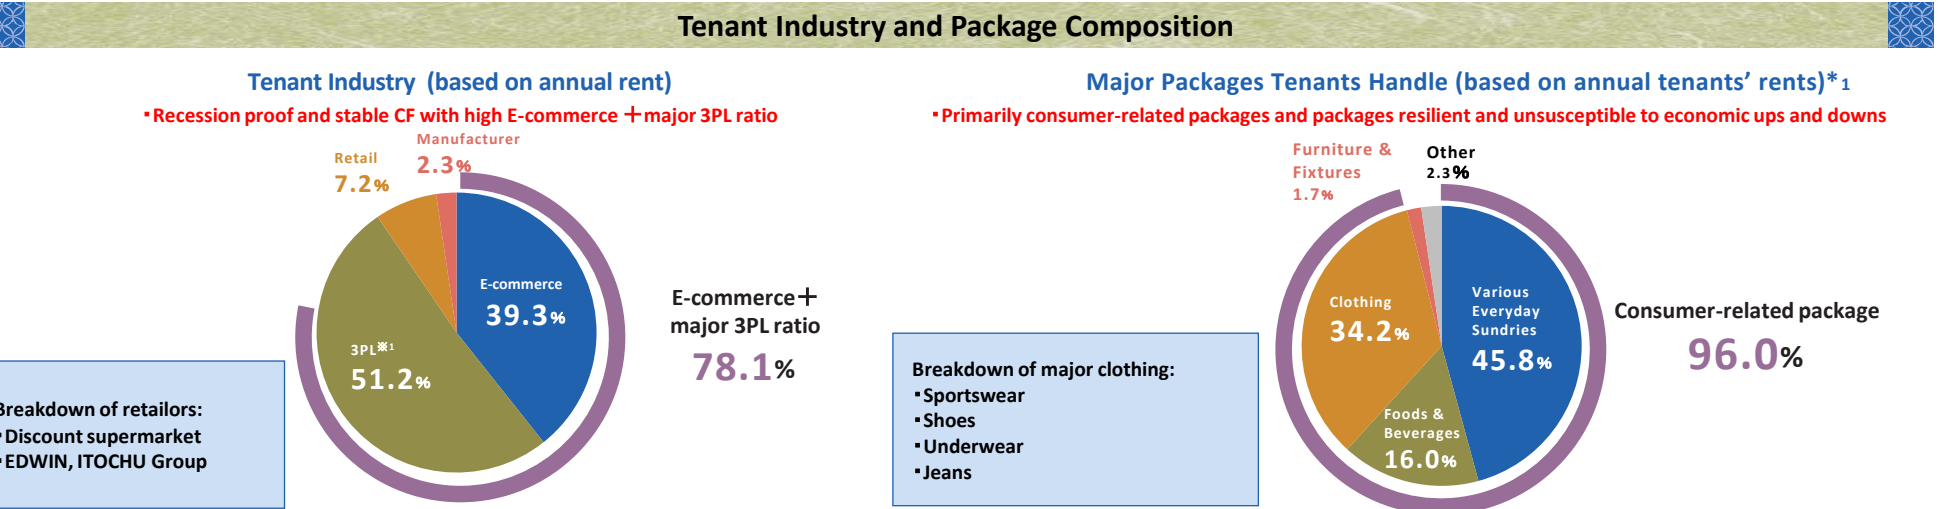 Tenant Industry and Package Composition
Tenant Industry (based on annual rent)
・Recession proof and stable CF with high E-commerce ＋major 3PL ratio
Manufacturer
2.3%
Retail
7.2%
E-commerce
39.3%
3PL※1
51.2%
E-commerce＋
major 3PL ratio
78.1%
Breakdown of retailors:
・Discount supermarket
・EDWIN, ITOCHU Group
Major Packages Tenants Handle (based on annual tenants’ rents)*1
・Primarily consumer-related packages and packages resilient and unsusceptible to economic ups and downs
Furniture &
Fixtures
1.7%
Other
2.3%
Clothing
34.2%
Various
Everyday
Sundries
45.8%
Foods &
Beverages
16.0%
Consumer-related package
96.0%
Breakdown of major clothing:
・Sportswear
・Shoes
・Underwear
・Jeans